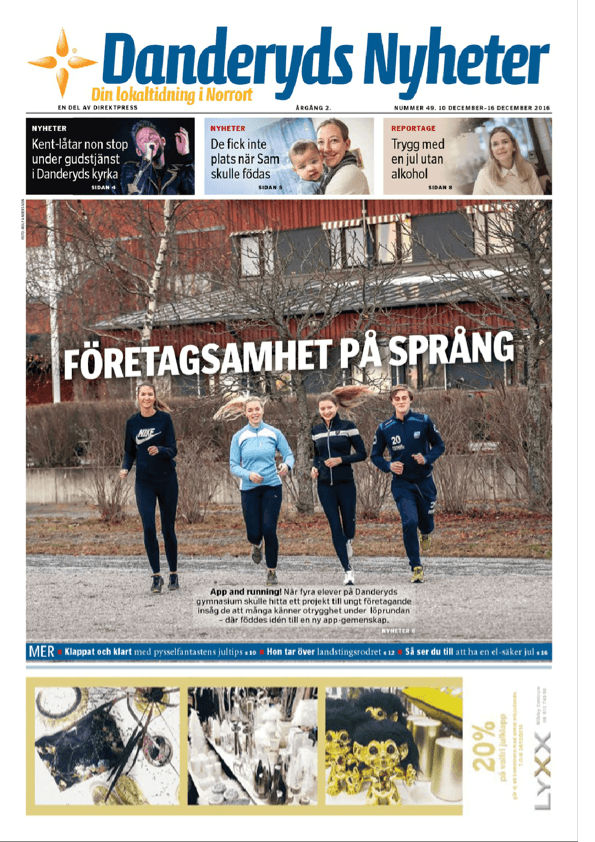 Danderyds Nyheter
Din lokaltidning i Norrort
EN DEL AV DIREKTPRESS
ÅRGÅNG 2.
NUMMER 49. 10 DECEMBER–16 DECEMBER 2016
NYHETER
Kent-låtar non stop
under gudstjänst
i Danderyds kyrka
SIDAN 4
NYHETER
De fick inte
plats när Sam
skulle födas
SIDAN
REPORTAGE
Trygg med
en jul utan
alkohol
SIDAN 8
FÖRETAGSAMHET PÅ SPRÅNG
NIKE
20
App and running! När fyra elever på Danderyds
gymnasium skulle hitta ett projekt till ungt företagande
insåg de att många känner otrygghet under löprundan
– där föddes idén till en ny app-gemenskap.
NYHETER 6
MER • Klappat och klart med pysselfantastens jultips s 10 • Hon tar över landstingsrodret s 12 • Så ser du till att ha en el-säker jul s 16
20%
på valfri julklapp
LYXX